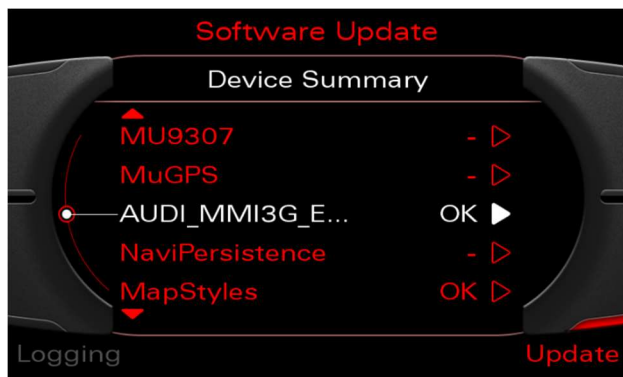 Software Update
Device Summary
MU9307 -
MuGPS -
AUDI_MMI3G_E... OK
NaviPersistence -
MapStyles OK
Logging Update